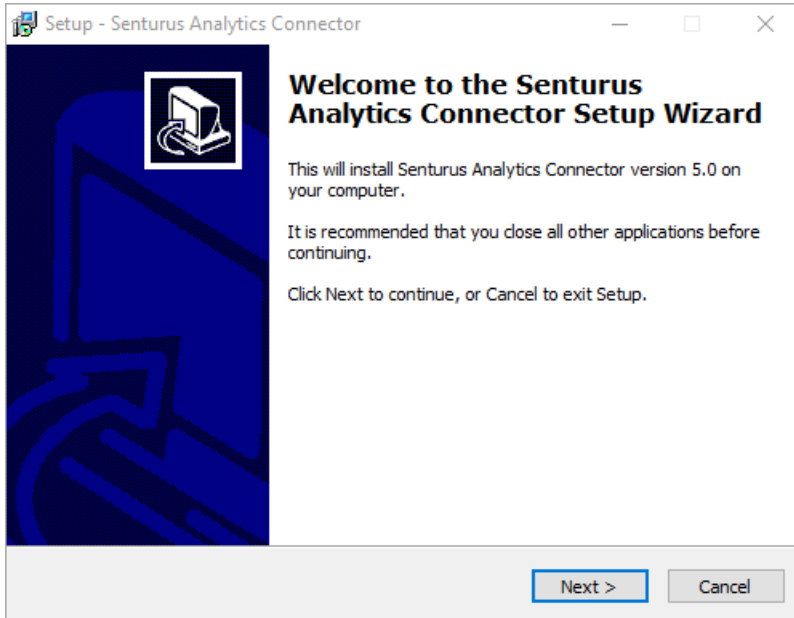 Setup - Senturus Analytics Connector
Welcome to the Senturus
Analytics Connector Setup Wizard
This will install Senturus Analytics Connector version 5.0 on
your computer.
It is recommended that you close all other applications before
continuing.
Click Next to continue, or Cancel to exit Setup.
Next >
Cancel